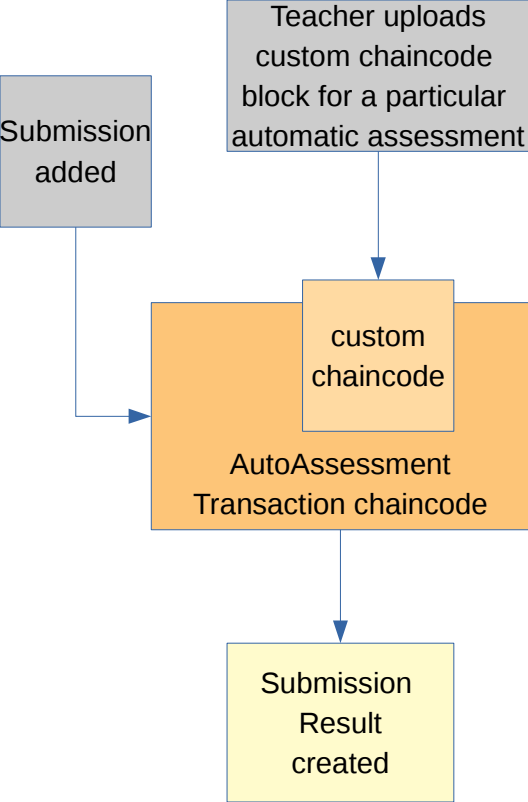 Teacher uploads
custom chaincode
block for a particular
automatic assessment
Submission
added
custom
chaincode
AutoAssessment
Transaction chaincode
Submission
Result
created